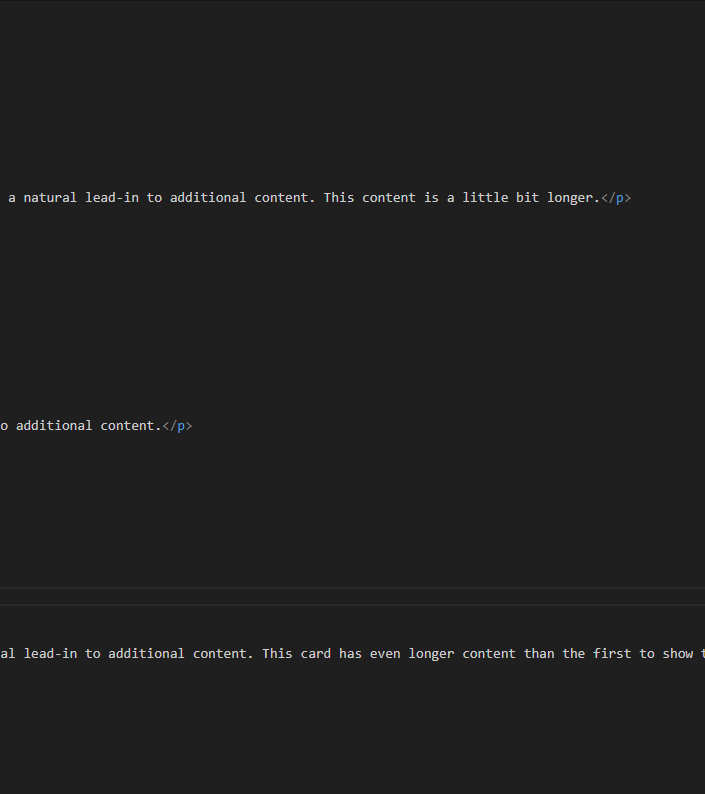 a natural lead-in to additional content. This content is a little bit longer.</p>
o additional content.</p>
al lead-in to additional content. This card has even longer content than the first to show t